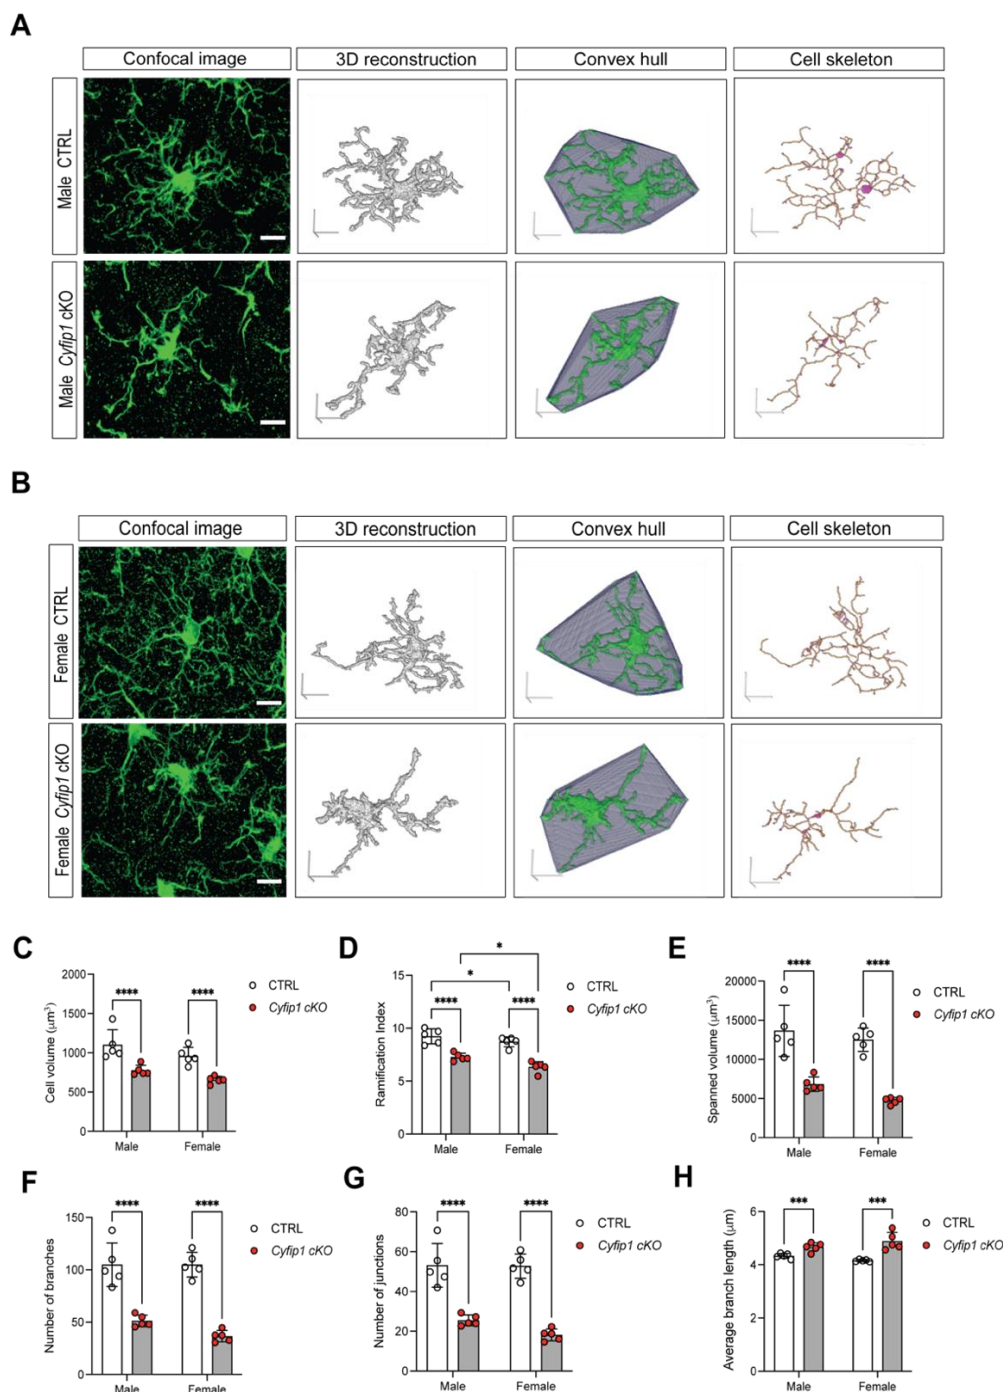 A
Confocal image
3D reconstruction
Convex hull
Cell skeleton
Male CTRL
Male Cyfip1 cKO
B
Confocal image
3D reconstruction
Convex hull
Cell skeleton
Female CTRL
Female Cyfip1 cKO
C
Cell volume (μm³)
2000
1500
1000
500
0
****
****
Male
Female
CTRL
Cyfip1 cKO
D
Ramification Index
15
10
5
0
*
*
****
****
Male
Female
CTRL
Cyfip1 cKO
E
Spanned volume (μm³)
20000
15000
10000
5000
0
****
****
Male
Female
CTRL
Cyfip1 cKO
F
Number of branches
150
100
50
0
****
****
Male
Female
CTRL
Cyfip1 cKO
G
Number of junctions
60
40
20
0
****
****
Male
Female
CTRL
Cyfip1 cKO
H
Average branch length (μm)
6
4
2
0
***
***
Male
Female
CTRL
Cyfip1 cKO